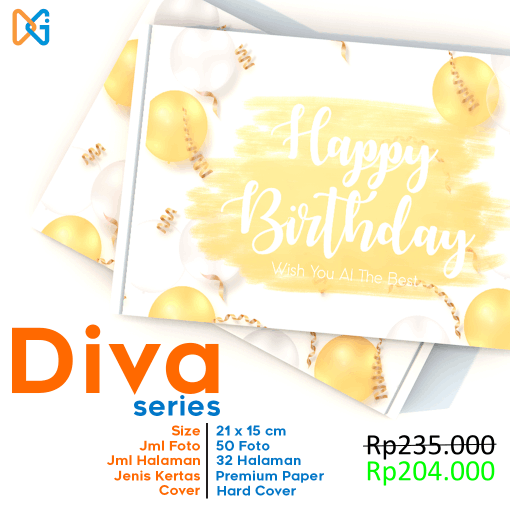 Happy
Birthday
Wish You Al The Best
Diva
series
Size 21 x 15 cm
Jml Foto 50 Foto
Jml Halaman 32 Halaman
Jenis Kertas Premium Paper
Cover Hard Cover
Rp235.000
Rp204.000